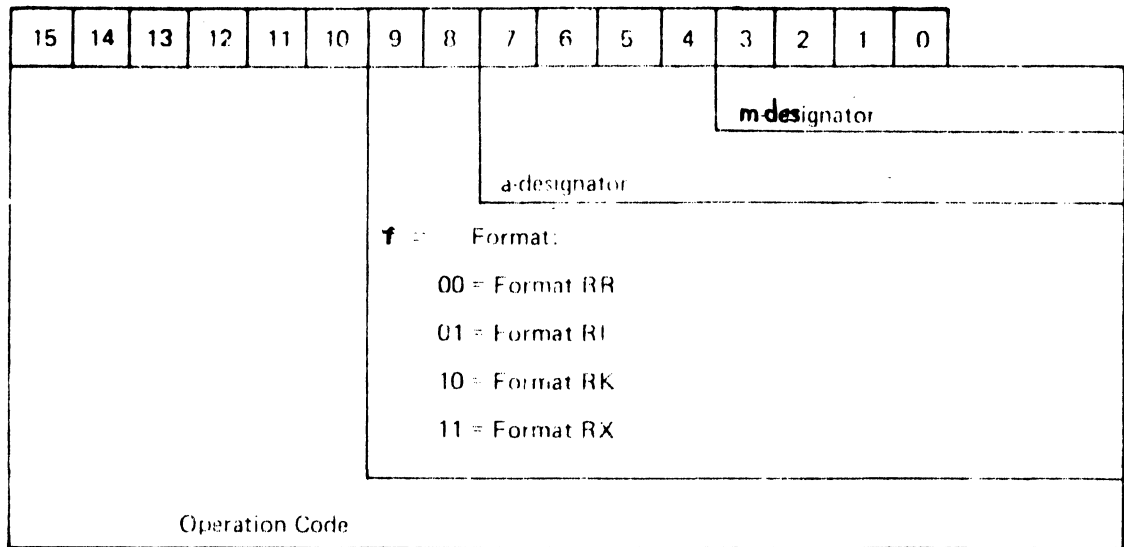 15 14 13 12 11 10 9 8 7 6 5 4 3 2 1 0
m-designator
a-designator
f = Format:
00 = Format RR
01 = Format RI
10 = Format RK
11 = Format RX
Operation Code